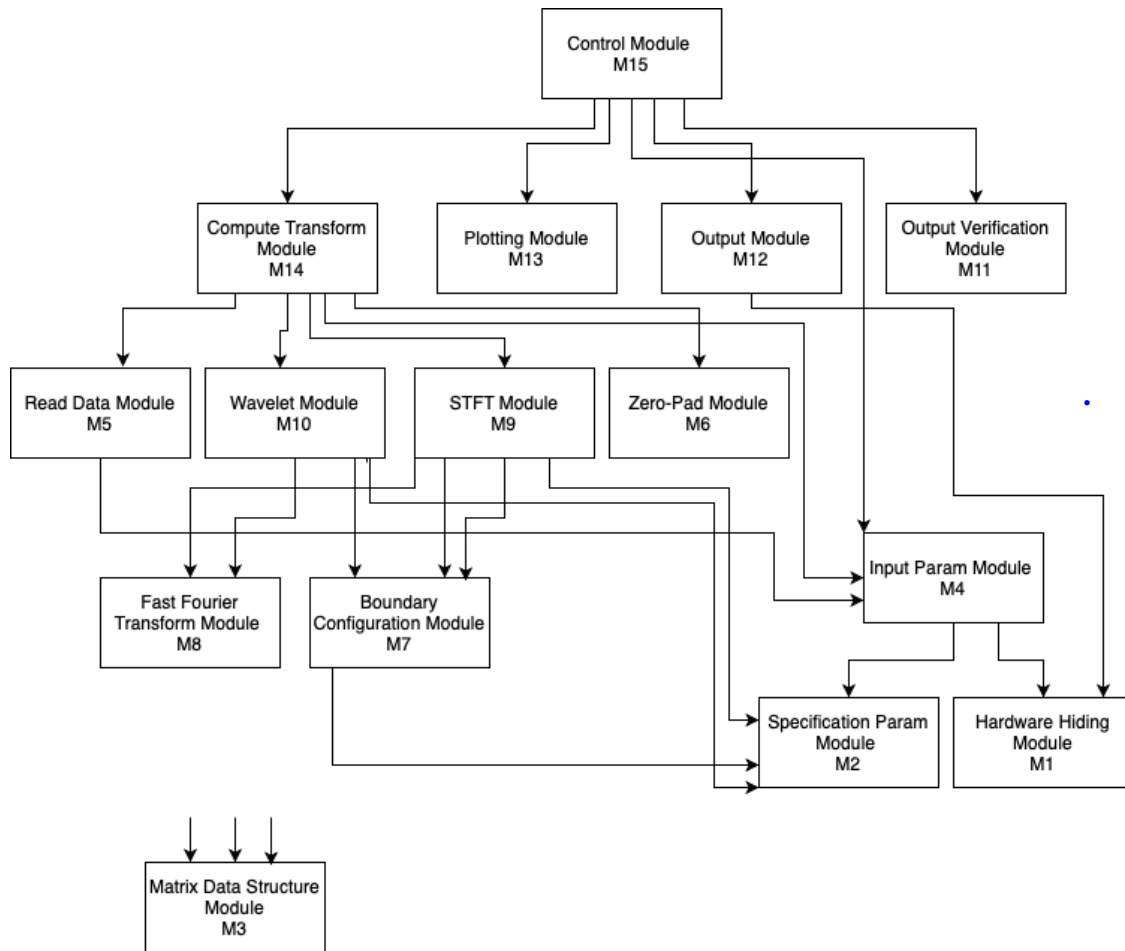 Control Module
M15
Compute Transform
Module
M14
Plotting Module
M13
Output Module
M12
Output Verification
Module
M11
Read Data Module
M5
Wavelet Module
M10
STFT Module
M9
Zero-Pad Module
M6
Input Param Module
M4
Fast Fourier
Transform Module
M8
Boundary
Configuration Module
M7
Specification Param
Module
M2
Hardware Hiding
Module
M1
Matrix Data Structure
Module
M3